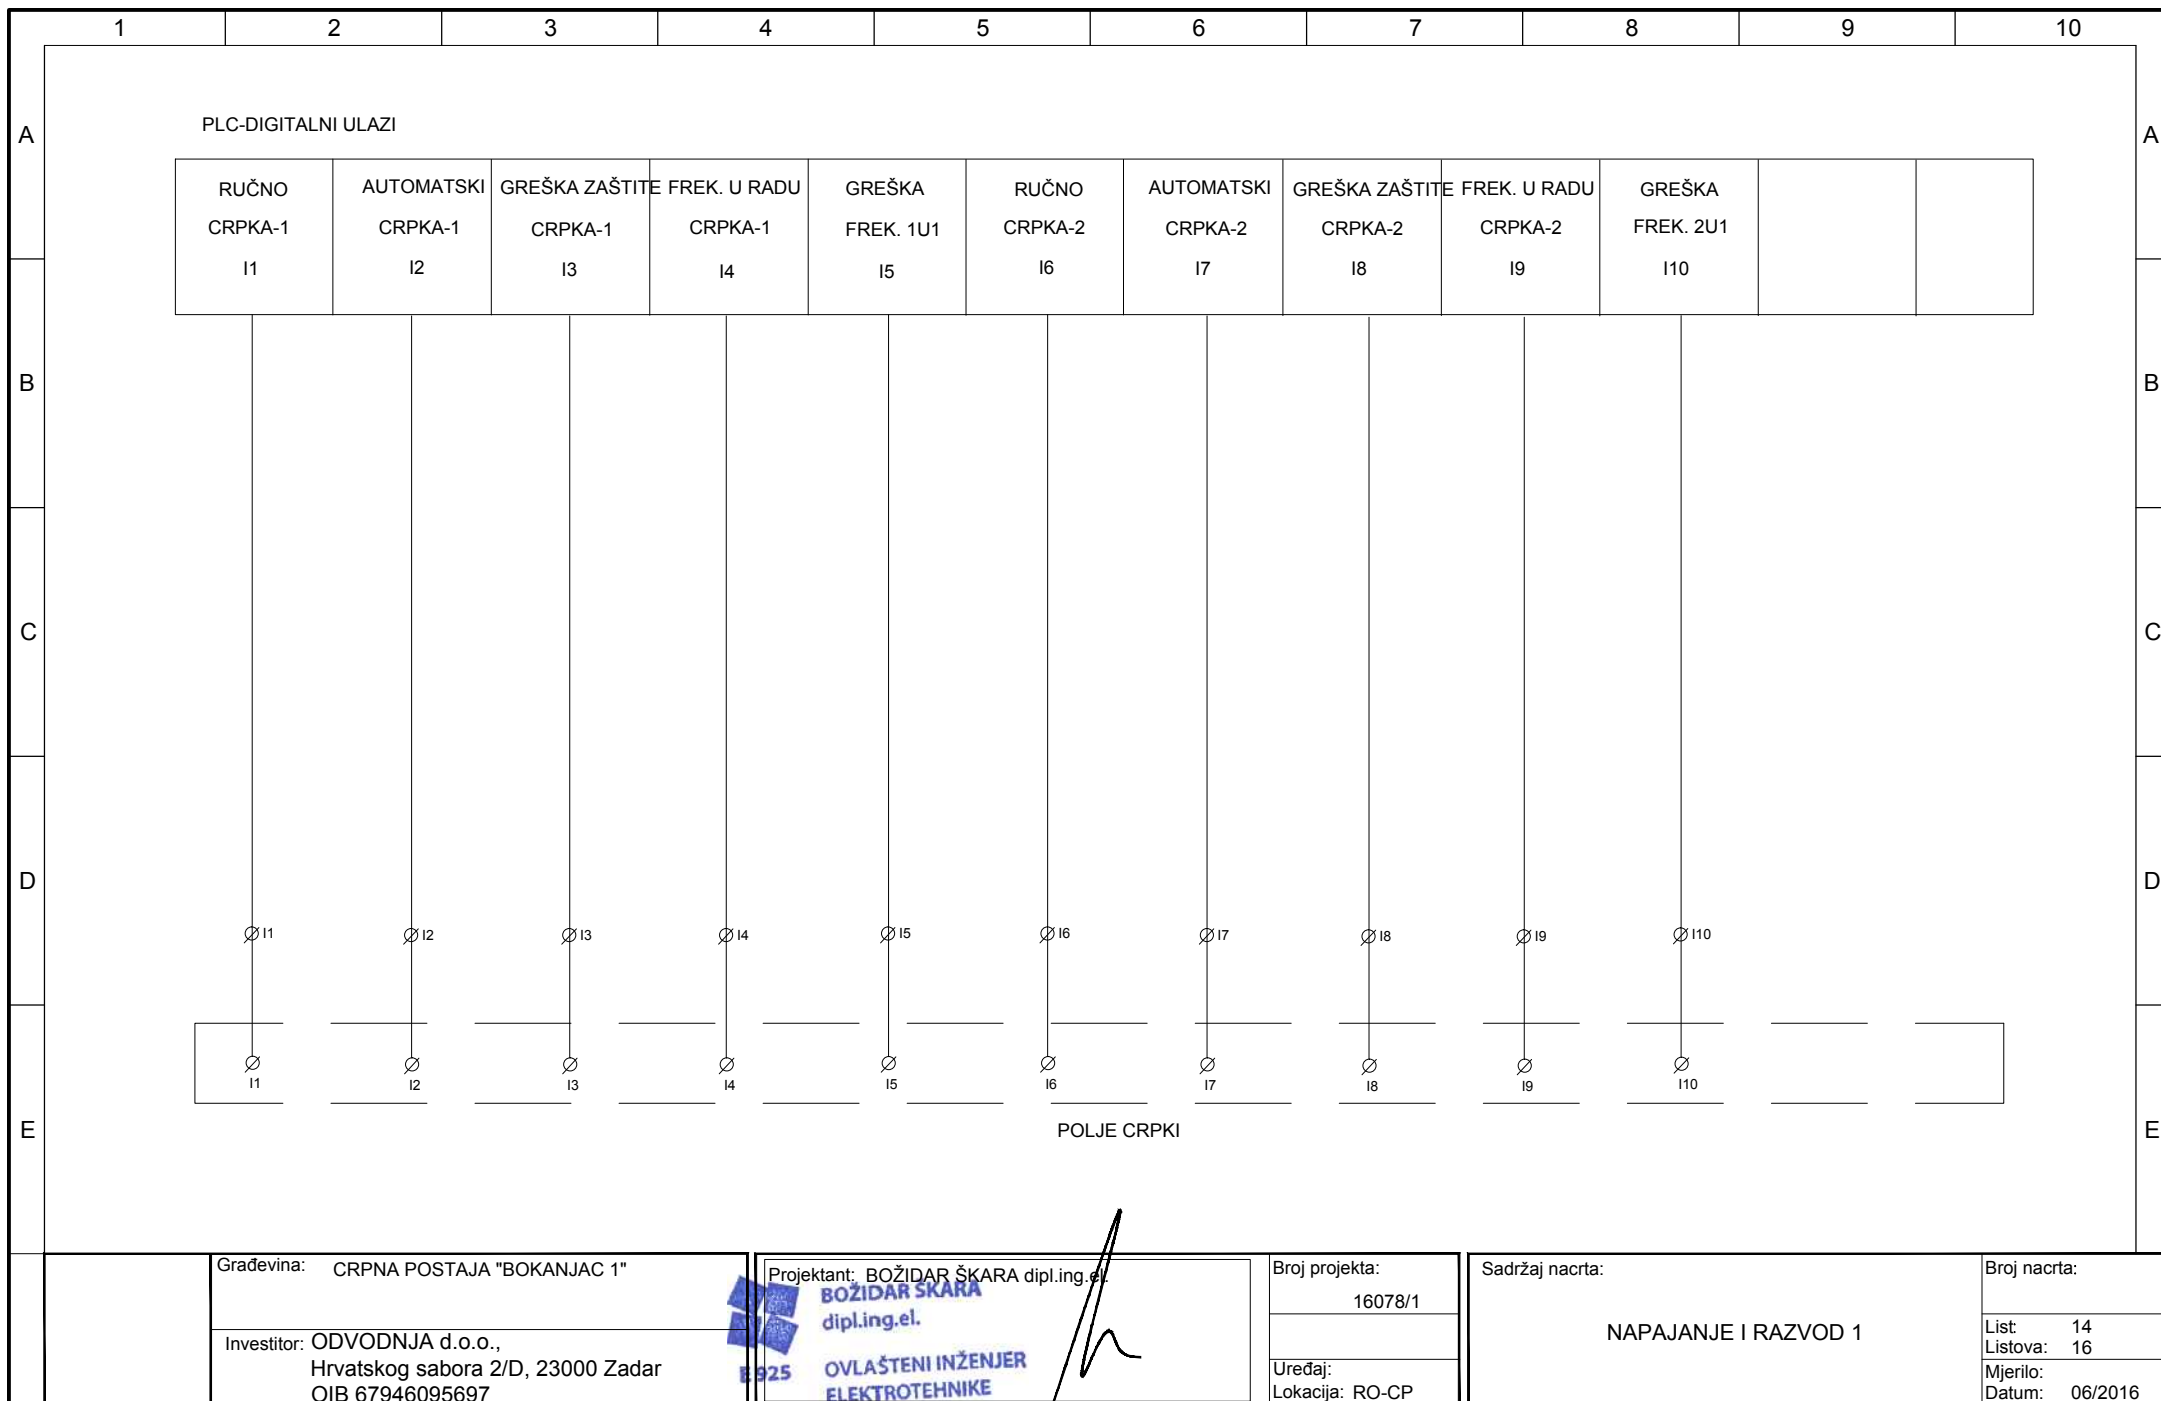 1 2 3 4 5 6 7 8 9 10
A A
PLC-DIGITALNI ULAZI
RUČNO CRPKA-1 I1
AUTOMATSKI CRPKA-1 I2
GREŠKA ZAŠTITE CRPKA-1 I3
FREK. U RADU CRPKA-1 I4
GREŠKA FREK. 1U1 I5
RUČNO CRPKA-2 I6
AUTOMATSKI CRPKA-2 I7
GREŠKA ZAŠTITE CRPKA-2 I8
FREK. U RADU CRPKA-2 I9
GREŠKA FREK. 2U1 I10
B B
C C
D D
I1 I2 I3 I4 I5 I6 I7 I8 I9 I10
I1 I2 I3 I4 I5 I6 I7 I8 I9 I10
E E
POLJE CRPKI
Građevina: CRPNA POSTAJA "BOKANJAC 1"
Investitor: ODVODNJA d.o.o.,
Hrvatskog sabora 2/D, 23000 Zadar
OIB 67946095697
Projektant: BOŽIDAR ŠKARA dipl.ing.el.
BOŽIDAR ŠKARA
dipl.ing.el.
E 925 OVLAŠTENI INŽENJER
ELEKTROTEHNIKE
Broj projekta:
16078/1
Uređaj:
Lokacija: RO-CP
Sadržaj nacrta:
NAPAJANJE I RAZVOD 1
Broj nacrta:
List: 14
Listova: 16
Mjerilo:
Datum: 06/2016